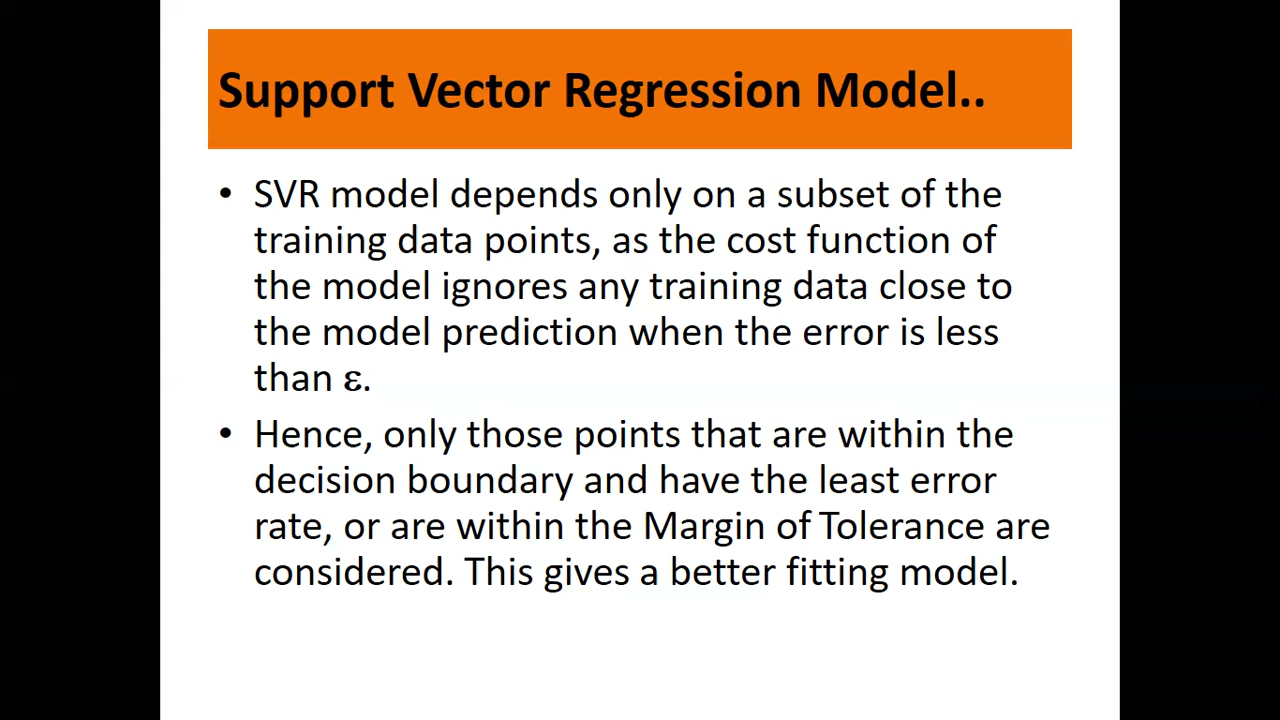 Support Vector Regression Model..
• SVR model depends only on a subset of the
training data points, as the cost function of
the model ignores any training data close to
the model prediction when the error is less
than ε.
• Hence, only those points that are within the
decision boundary and have the least error
rate, or are within the Margin of Tolerance are
considered. This gives a better fitting model.